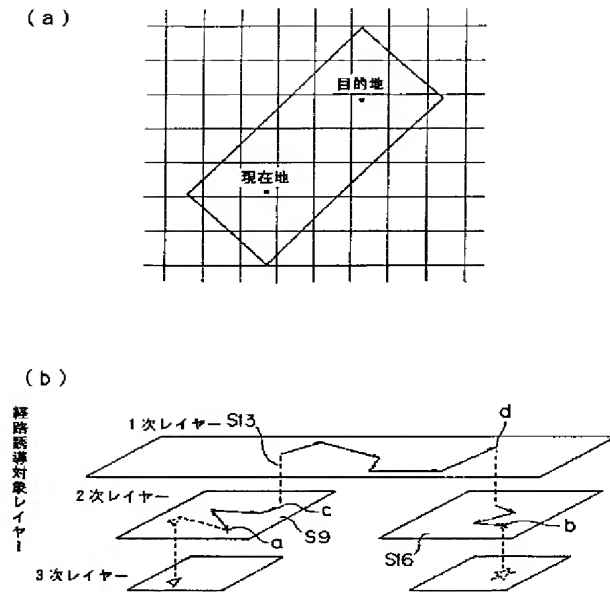 (a)
目的地
現在地
(b)
経路誘導対象レイヤー
1次レイヤー S13
d
2次レイヤー
c
a
S9
b
S16
3次レイヤー